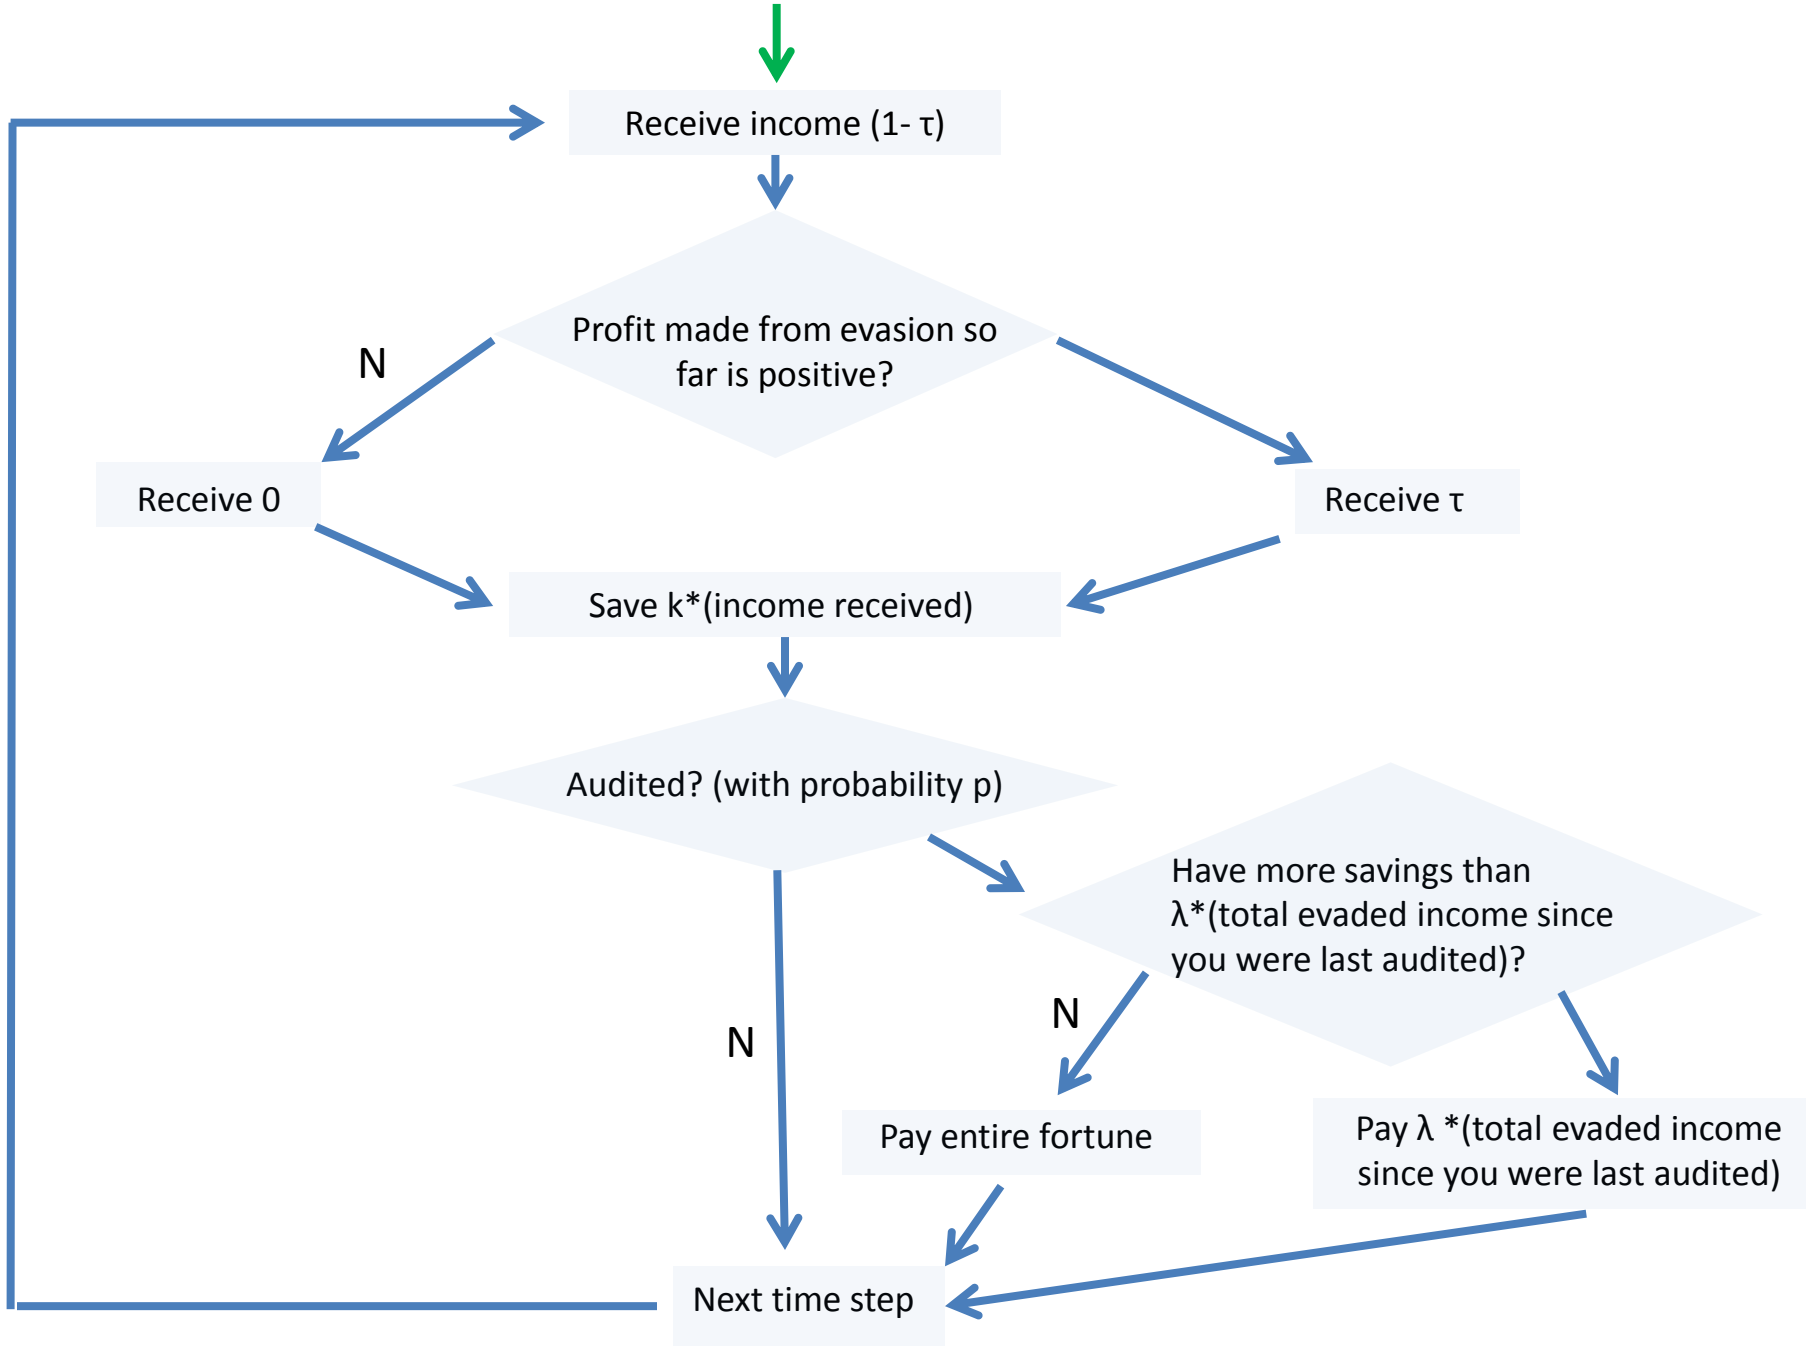 Receive income (1- τ)
Profit made from evasion so
far is positive?
N
Receive 0
Receive τ
Save k*(income received)
Audited? (with probability p)
Have more savings than
λ*(total evaded income since
you were last audited)?
N
N
Pay entire fortune
Pay λ *(total evaded income
since you were last audited)
Next time step